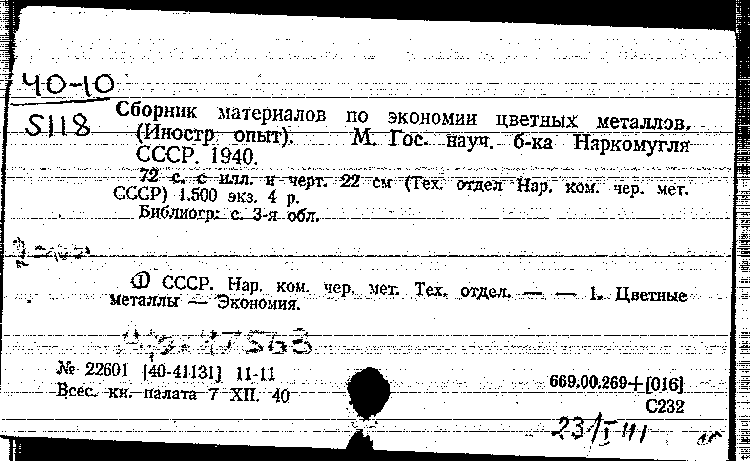 40-10
5118
Сборник материалов по экономии цветных металлов.
(Иностр опыт). М. Гос. науч. б-ка Наркомугля
СССР. 1940.
72 с. с илл. и черт. 22 см (Тех. отдел Нар. ком. чер. мет.
СССР) 1.500 экз. 4 р.
Библиогр: с. 3-я обл.
(1) СССР. Нар. ком. чер. мет. Тех. отдел. — — 1. Цветные
металлы — Экономия.
№ 22601 [40-41131] 11-11
Всес. кн. палата 7 XII. 40
669.00.269+[016]
С232
23/I 41